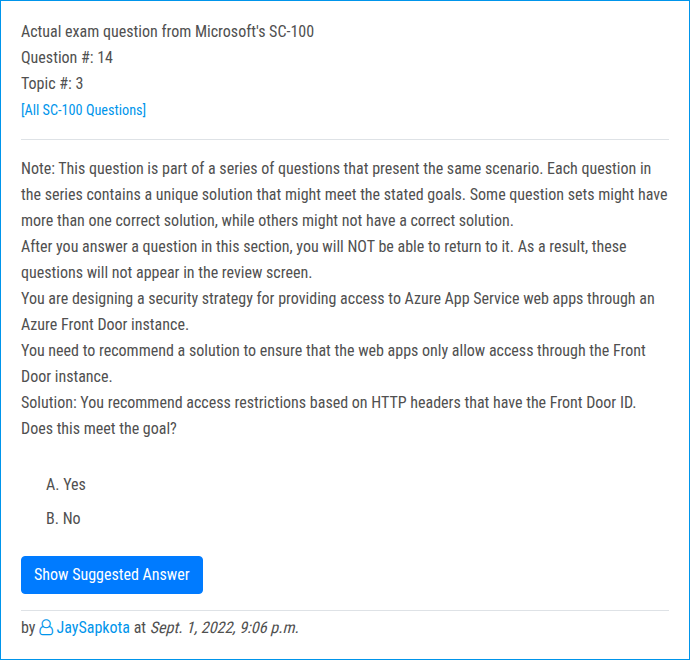 Actual exam question from Microsoft's SC-100
Question #: 14
Topic #: 3
[All SC-100 Questions]
Note: This question is part of a series of questions that present the same scenario. Each question in
the series contains a unique solution that might meet the stated goals. Some question sets might have
more than one correct solution, while others might not have a correct solution.
After you answer a question in this section, you will NOT be able to return to it. As a result, these
questions will not appear in the review screen.
You are designing a security strategy for providing access to Azure App Service web apps through an
Azure Front Door instance.
You need to recommend a solution to ensure that the web apps only allow access through the Front
Door instance.
Solution: You recommend access restrictions based on HTTP headers that have the Front Door ID.
Does this meet the goal?
A. Yes
B. No
Show Suggested Answer
by JaySapkota at Sept. 1, 2022, 9:06 p.m.